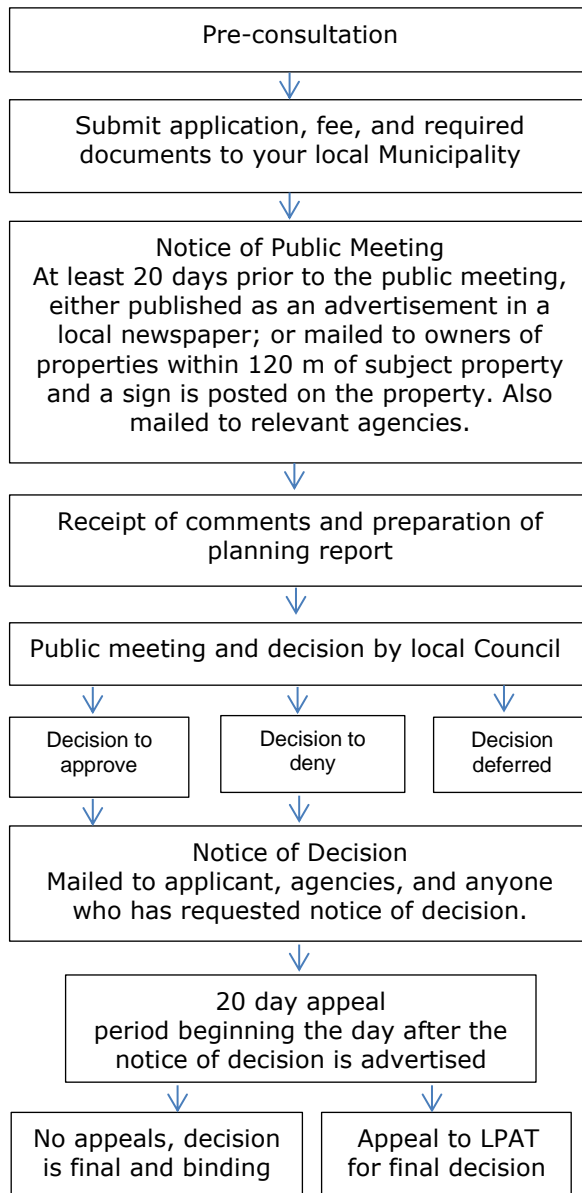 Pre-consultation
Submit application, fee, and required
documents to your local Municipality
Notice of Public Meeting
At least 20 days prior to the public meeting,
either published as an advertisement in a
local newspaper; or mailed to owners of
properties within 120 m of subject property
and a sign is posted on the property. Also
mailed to relevant agencies.
Receipt of comments and preparation of
planning report
Public meeting and decision by local Council
Decision to
approve
Decision to
deny
Decision
deferred
Notice of Decision
Mailed to applicant, agencies, and anyone
who has requested notice of decision.
20 day appeal
period beginning the day after the
notice of decision is advertised
No appeals, decision
is final and binding
Appeal to LPAT
for final decision